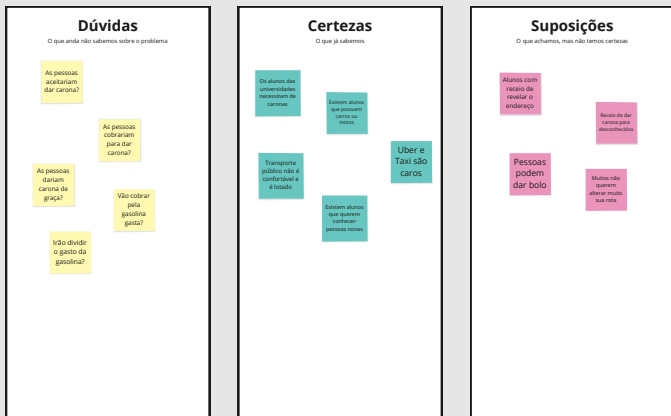 Dúvidas
O que anda não sabemos sobre o problema
As pessoas
aceitariam
dar carona?
As pessoas
cobrariam
para dar
carona?
As pessoas
dariam
carona de
graça?
Vão cobrar
pela
gasolina
gasta?
Irão dividir
o gasto da
gasolina?
Certezas
O que já sabemos
Os alunos das
universidades
necessitam de
caronas
Existem alunos
que possuem
carros ou
motos
Uber e
Taxi são
caros
Transporte
público não é
confortável e
é lotado
Existem alunos
que querem
conhecer
pessoas novas
Suposições
O que achamos, mas não temos certezas
Alunos com
receio de
revelar o
endereço
Receio de dar
carona para
desconhecidos
Pessoas
podem
dar bolo
Muitos não
querem
alterar muito
sua rota